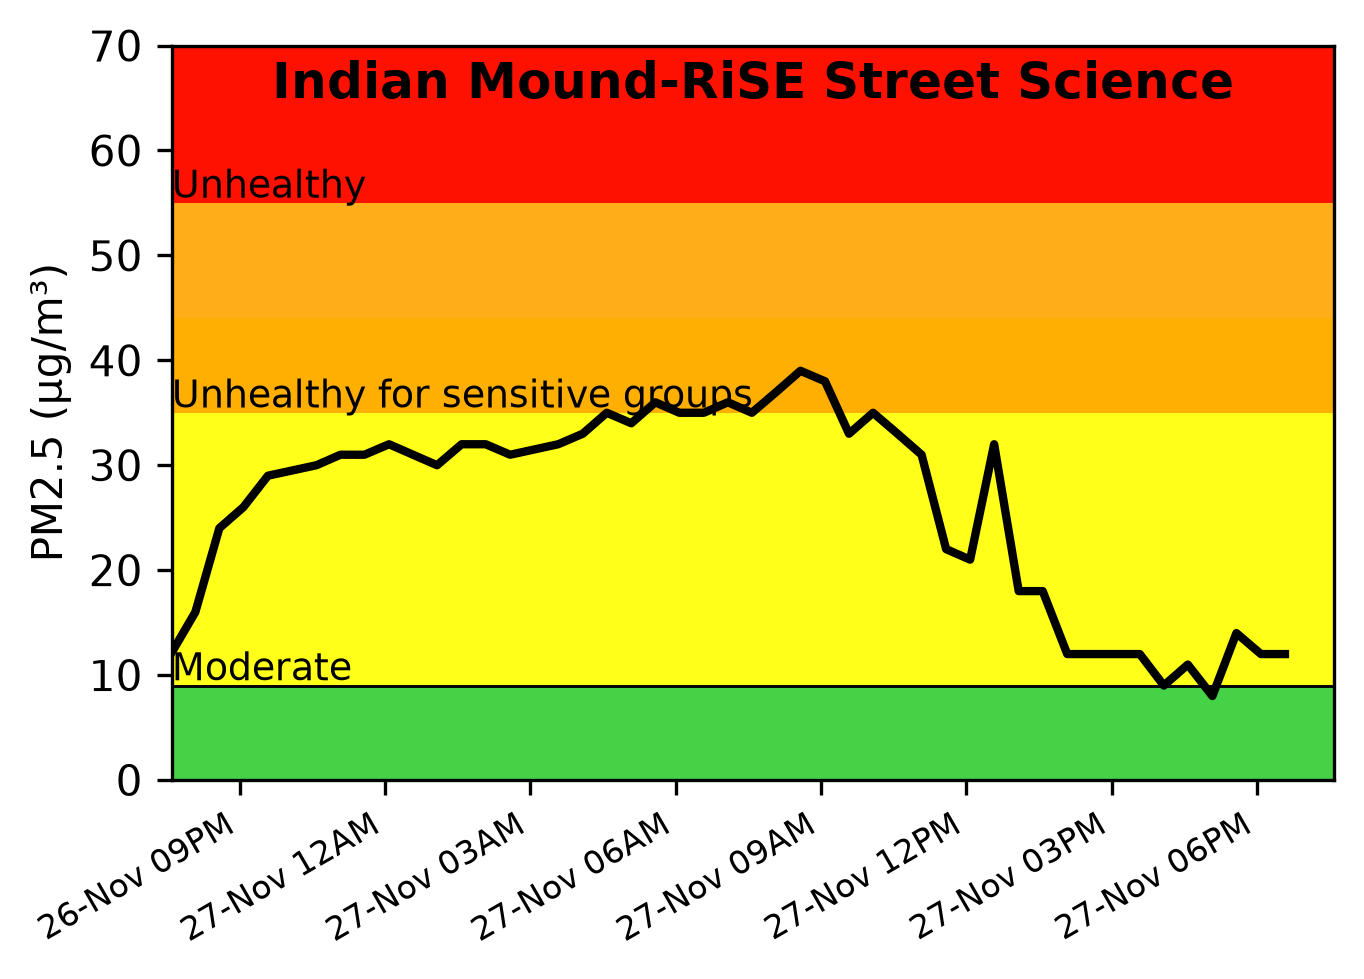 Indian Mound-RiSE Street Science
PM2.5 (µg/m³)
70
60
50
40
30
20
10
0
Unhealthy
Unhealthy for sensitive groups
Moderate
26-Nov 09PM
27-Nov 12AM
27-Nov 03AM
27-Nov 06AM
27-Nov 09AM
27-Nov 12PM
27-Nov 03PM
27-Nov 06PM